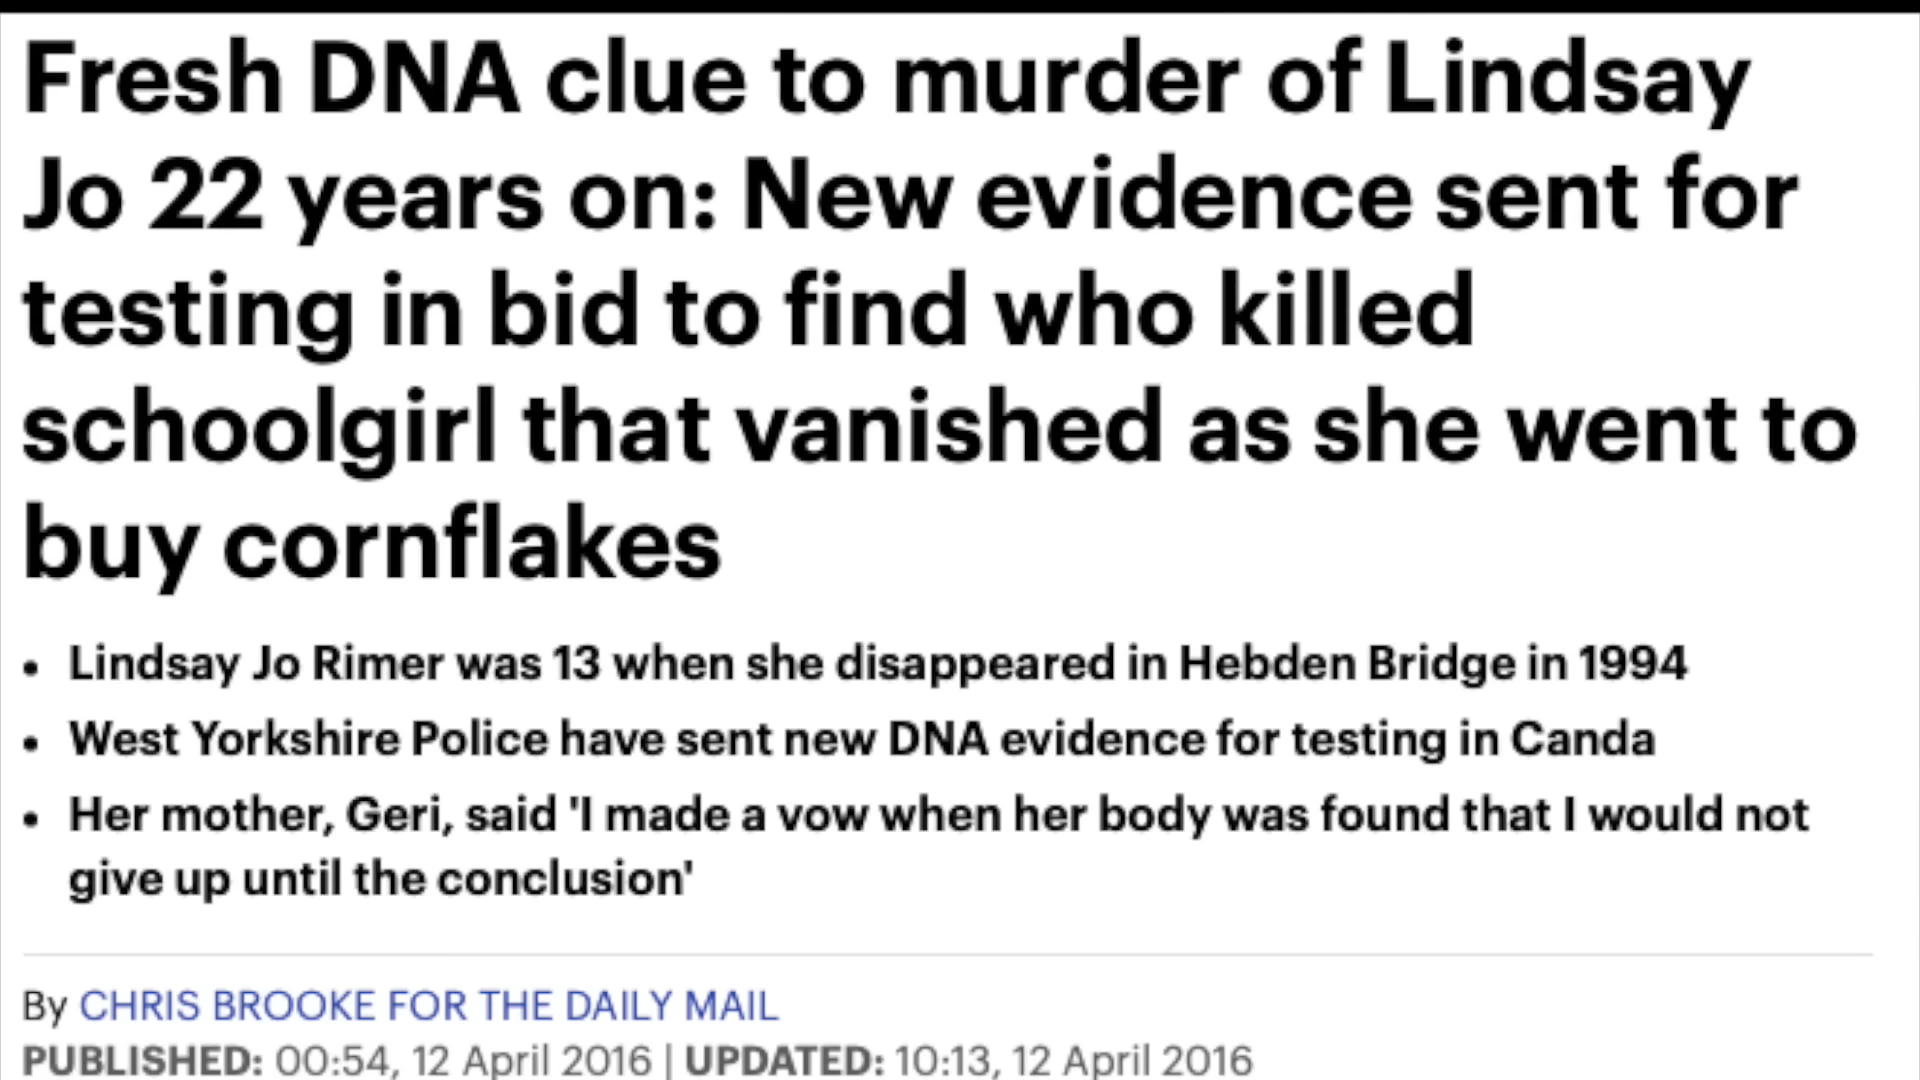 Fresh DNA clue to murder of Lindsay
Jo 22 years on: New evidence sent for
testing in bid to find who killed
schoolgirl that vanished as she went to
buy cornflakes
• Lindsay Jo Rimer was 13 when she disappeared in Hebden Bridge in 1994
• West Yorkshire Police have sent new DNA evidence for testing in Canda
• Her mother, Geri, said 'I made a vow when her body was found that I would not
give up until the conclusion'
By CHRIS BROOKE FOR THE DAILY MAIL
PUBLISHED: 00:54, 12 April 2016 | UPDATED: 10:13, 12 April 2016